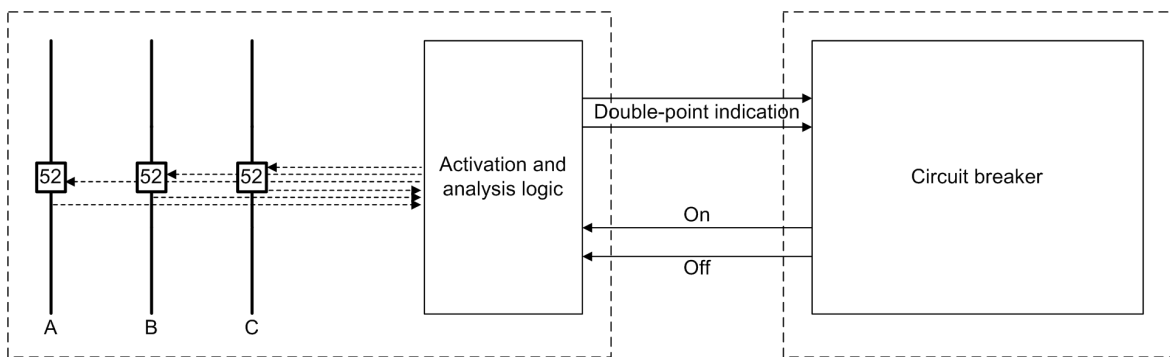 Double-point indication
52
52
52
Activation and
analysis logic
Circuit breaker
On
Off
A
B
C